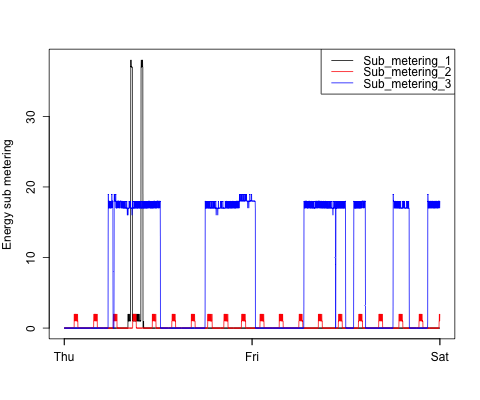 Sub_metering_1
Sub_metering_2
Sub_metering_3
Energy sub metering
30
20
10
0
Thu Fri Sat